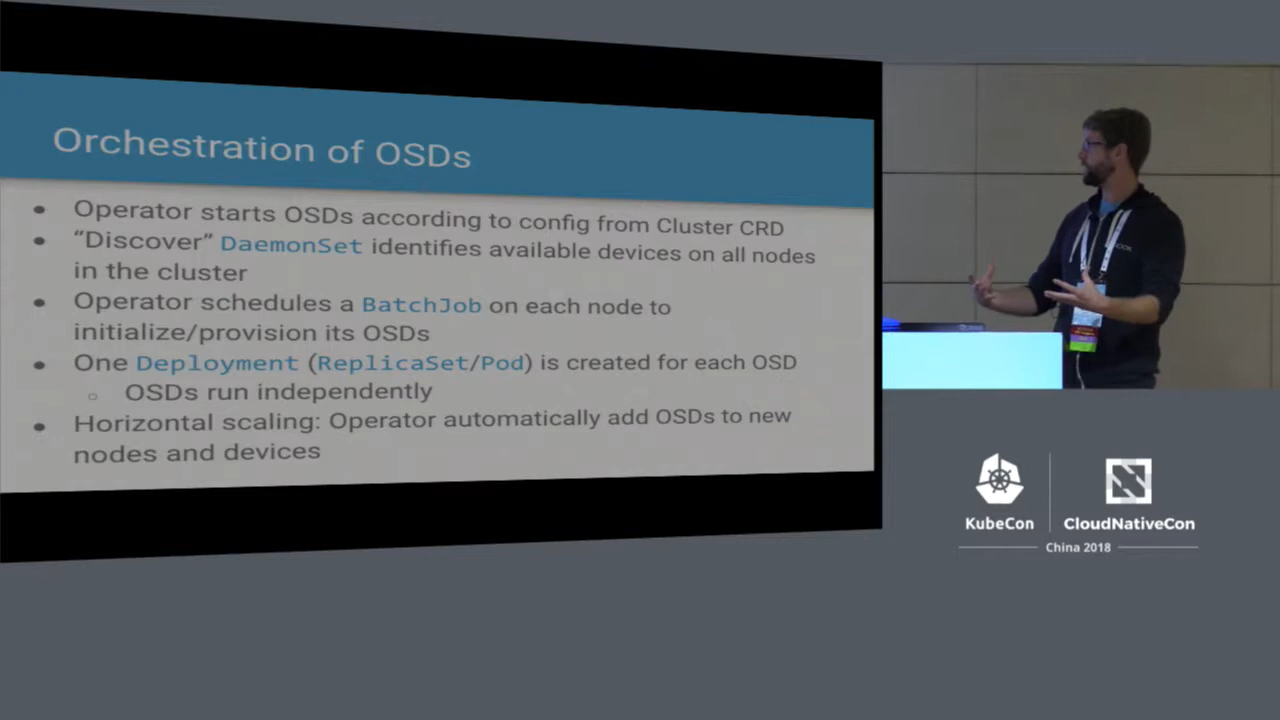 Orchestration of OSDs
● Operator starts OSDs according to config from Cluster CRD
● “Discover” DaemonSet identifies available devices on all nodes
in the cluster
● Operator schedules a BatchJob on each node to
initialize/provision its OSDs
● One Deployment (ReplicaSet/Pod) is created for each OSD
○ OSDs run independently
● Horizontal scaling: Operator automatically add OSDs to new
nodes and devices
KubeCon
CloudNativeCon
China 2018